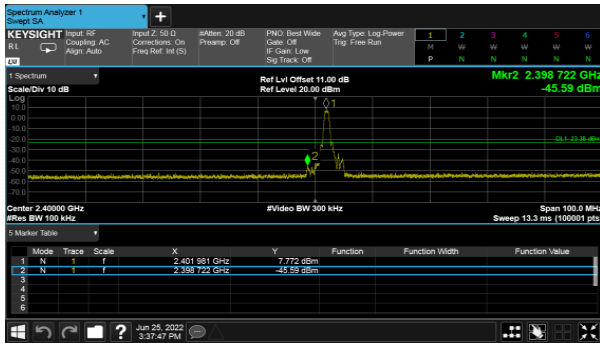 Spectrum Analyzer 1
Swept SA
+
KEYSIGHT Input: RF Input Z: 50 Ω #Atten: 20 dB PNO: Best Wide Avg Type: Log-Power 1 2 3 4 5 6
RL Coupling: AC Corrections: On Preamp: Off Gate: Off Trig: Free Run M W W W W W
Align: Auto Freq Ref: Int (S) IF Gain: Low P N N N N N
Sig Track: Off
LXI
1 Spectrum
Ref Lvl Offset 11.00 dB Mkr2 2.398 722 GHz
Scale/Div 10 dB Ref Level 20.00 dBm -45.59 dBm
Log
10.0
0.00
-10.0
-20.0
-30.0
-40.0
-50.0
-60.0
-70.0
1
2
DL1 -23.38 dBm
Center 2.40000 GHz #Video BW 300 kHz Span 100.0 MHz
#Res BW 100 kHz Sweep 13.3 ms (100001 pts)
5 Marker Table
Mode Trace Scale X Y Function Function Width Function Value
1 N 1 f 2.401 981 GHz 7.772 dBm
2 N 1 f 2.398 722 GHz -45.59 dBm
3
4
5
6
? Jun 25, 2022
3:37:47 PM